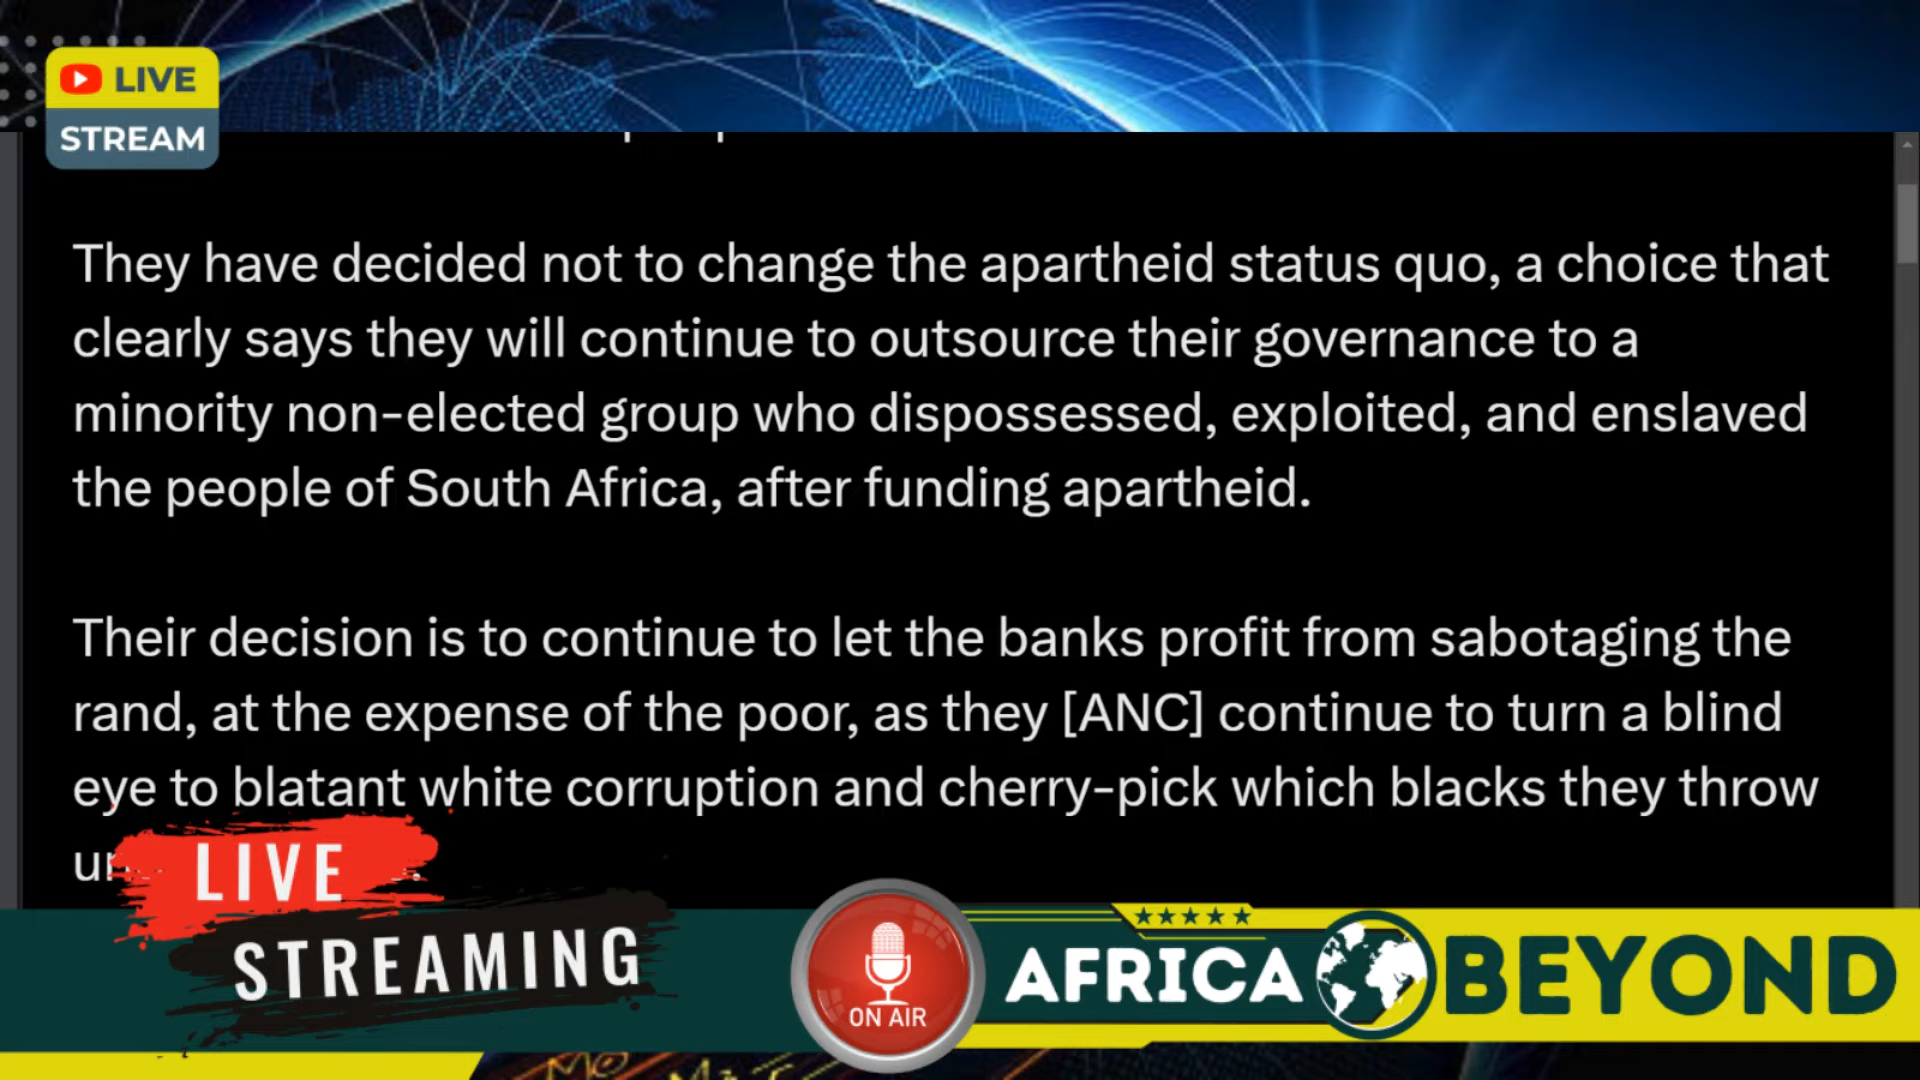 LIVE
STREAM
They have decided not to change the apartheid status quo, a choice that
clearly says they will continue to outsource their governance to a
minority non-elected group who dispossessed, exploited, and enslaved
the people of South Africa, after funding apartheid.
Their decision is to continue to let the banks profit from sabotaging the
rand, at the expense of the poor, as they [ANC] continue to turn a blind
eye to blatant white corruption and cherry-pick which blacks they throw
LIVE
STREAMING
ON AIR
AFRICA BEYOND